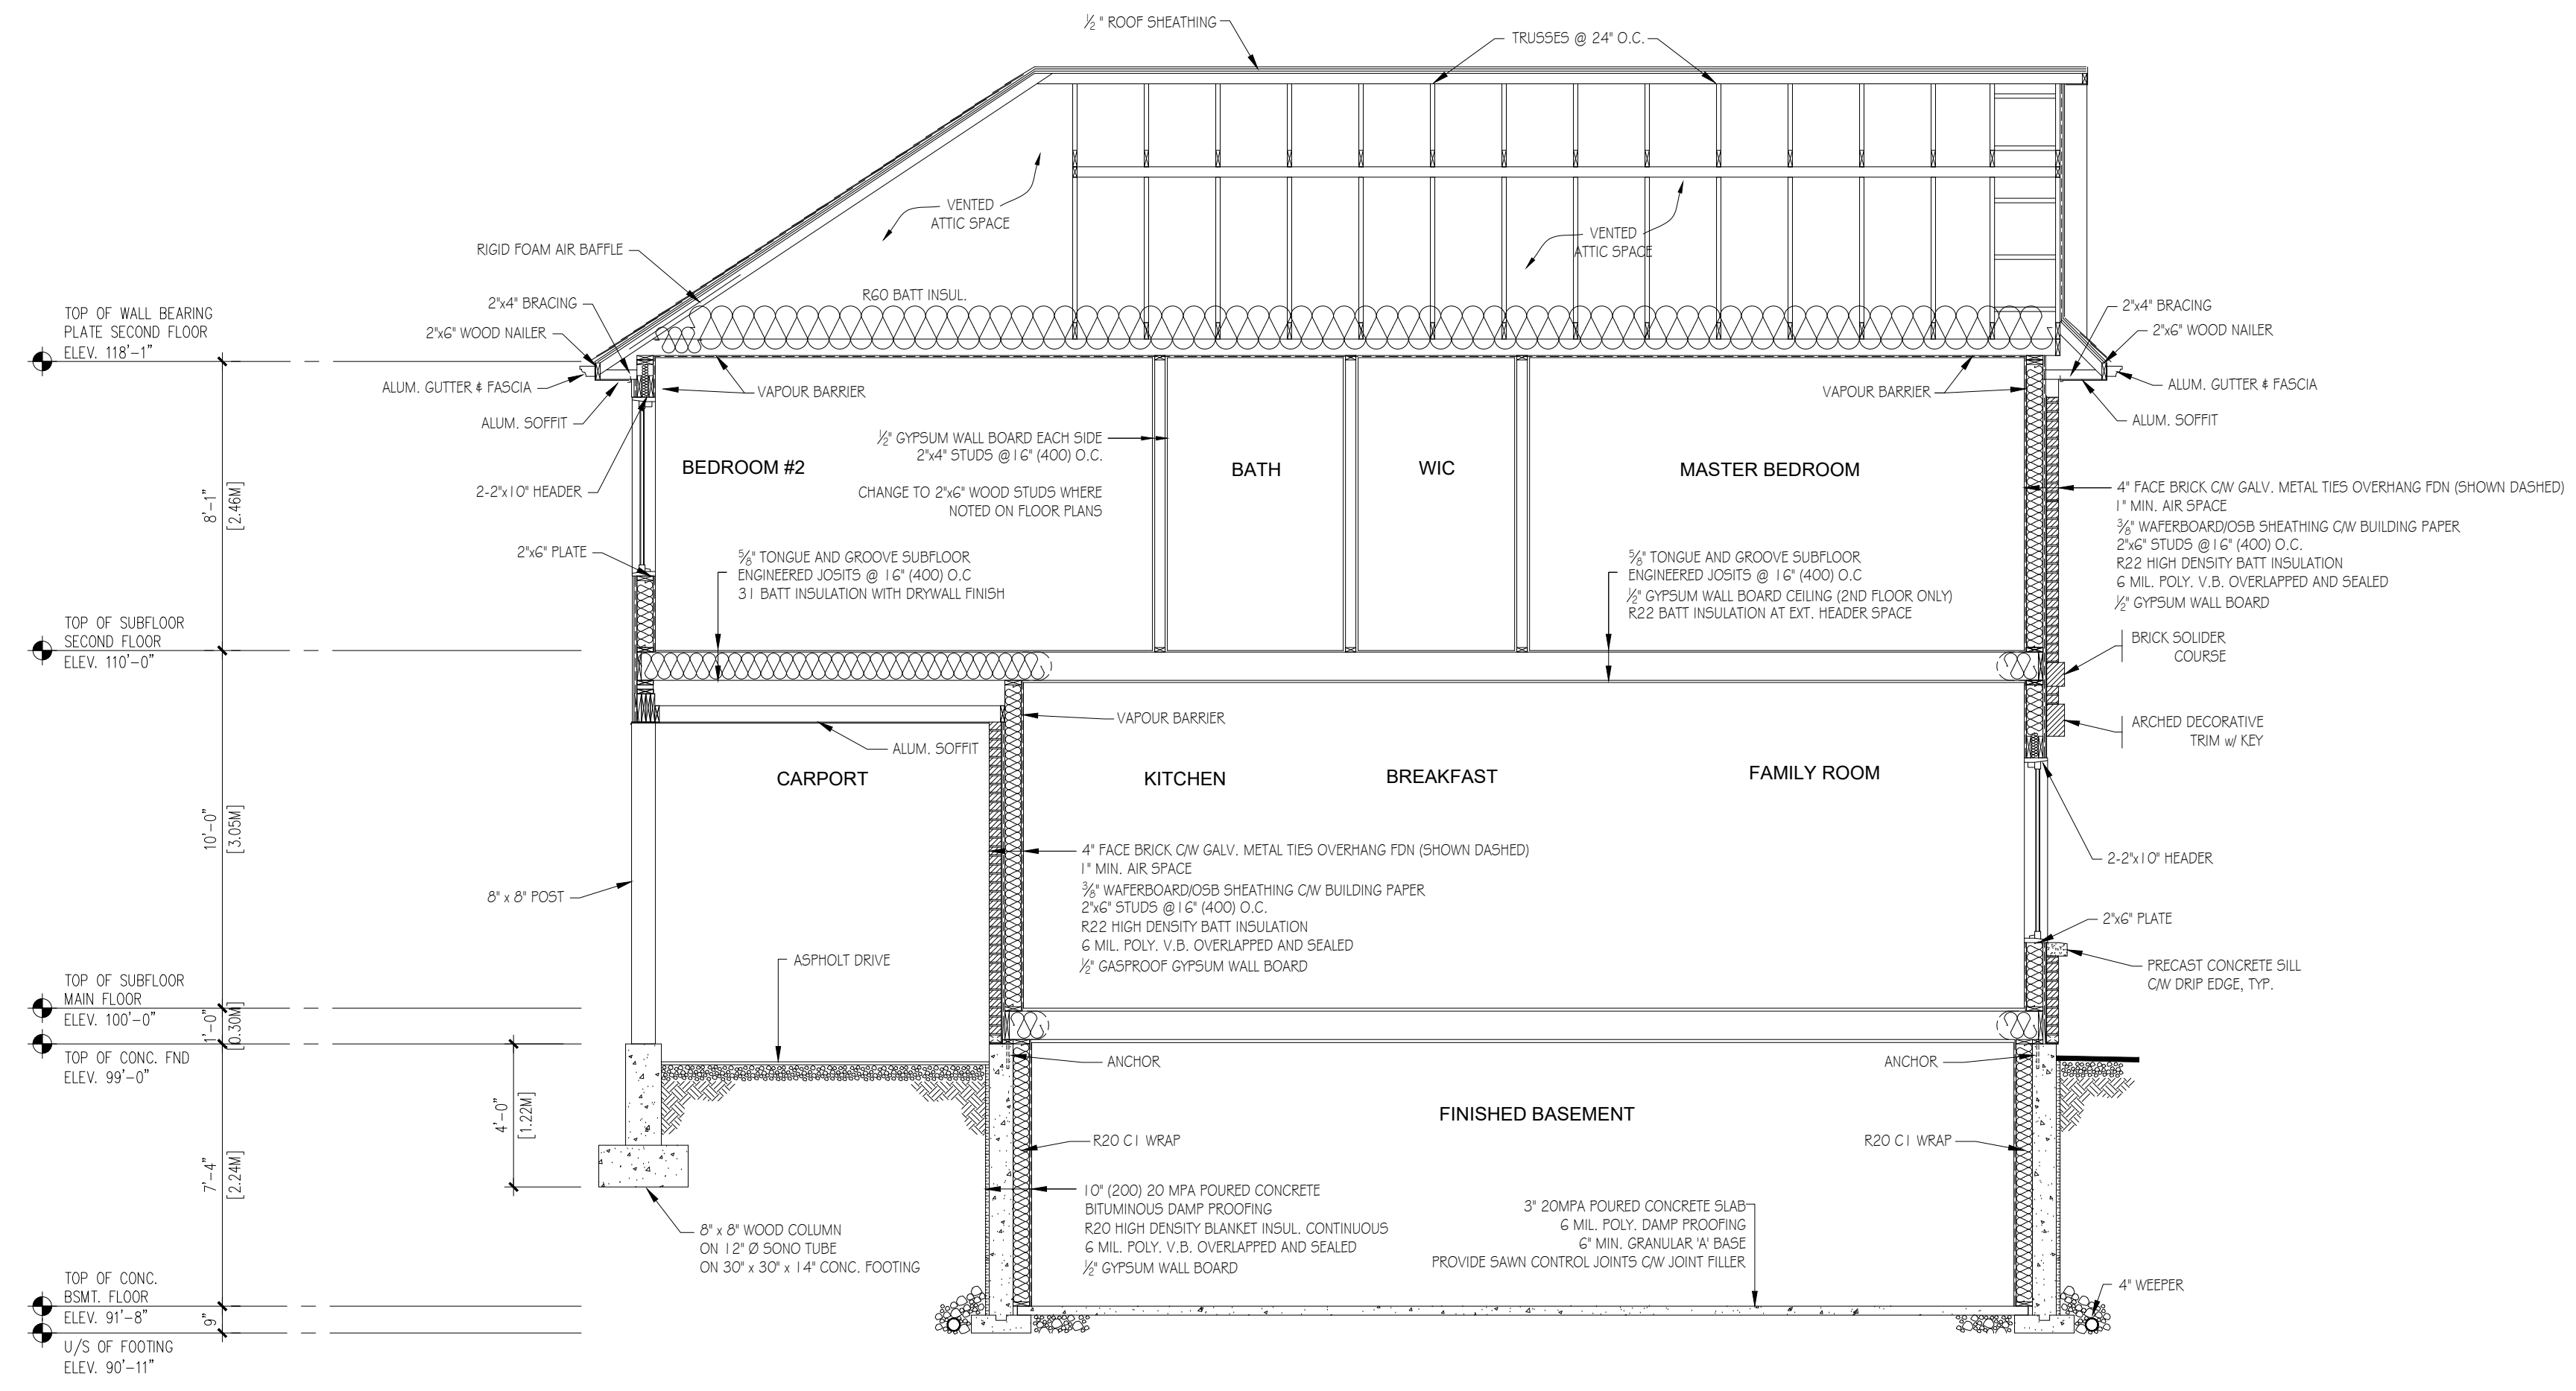 ½" ROOF SHEATHING
TRUSSES @ 24" O.C.
VENTED
ATTIC SPACE
VENTED
ATTIC SPACE
RIGID FOAM AIR BAFFLE
R60 BATT INSUL.
2"x4" BRACING
2"x6" WOOD NAILER
ALUM. GUTTER & FASCIA
ALUM. SOFFIT
2"x4" BRACING
2"x6" WOOD NAILER
ALUM. GUTTER & FASCIA
ALUM. SOFFIT
TOP OF WALL BEARING
PLATE SECOND FLOOR
ELEV. 118'-1"
VAPOUR BARRIER
VAPOUR BARRIER
½" GYPSUM WALL BOARD EACH SIDE
2"x4" STUDS @16" (400) O.C.
CHANGE TO 2"x6" WOOD STUDS WHERE
NOTED ON FLOOR PLANS
BEDROOM #2
BATH
WIC
MASTER BEDROOM
2-2"x10" HEADER
8'-1"
[2.46M]
4" FACE BRICK C/W GALV. METAL TIES OVERHANG FDN (SHOWN DASHED)
1" MIN. AIR SPACE
⅜" WAFERBOARD/OSB SHEATHING C/W BUILDING PAPER
2"x6" STUDS @16" (400) O.C.
R22 HIGH DENSITY BATT INSULATION
6 MIL. POLY. V.B. OVERLAPPED AND SEALED
½" GYPSUM WALL BOARD
2"x6" PLATE
⅝" TONGUE AND GROOVE SUBFLOOR
ENGINEERED JOSITS @ 16" (400) O.C
31 BATT INSULATION WITH DRYWALL FINISH
⅝" TONGUE AND GROOVE SUBFLOOR
ENGINEERED JOSITS @ 16" (400) O.C
½" GYPSUM WALL BOARD CEILING (2ND FLOOR ONLY)
R22 BATT INSULATION AT EXT. HEADER SPACE
TOP OF SUBFLOOR
SECOND FLOOR
ELEV. 110'-0"
BRICK SOLIDER
COURSE
VAPOUR BARRIER
ALUM. SOFFIT
ARCHED DECORATIVE
TRIM w/ KEY
CARPORT
KITCHEN
BREAKFAST
FAMILY ROOM
10'-0"
[3.05M]
8" x 8" POST
4" FACE BRICK C/W GALV. METAL TIES OVERHANG FDN (SHOWN DASHED)
1" MIN. AIR SPACE
⅜" WAFERBOARD/OSB SHEATHING C/W BUILDING PAPER
2"x6" STUDS @16" (400) O.C.
R22 HIGH DENSITY BATT INSULATION
6 MIL. POLY. V.B. OVERLAPPED AND SEALED
½" GASPROOF GYPSUM WALL BOARD
2-2"x10" HEADER
2"x6" PLATE
ASPHOLT DRIVE
PRECAST CONCRETE SILL
C/W DRIP EDGE, TYP.
TOP OF SUBFLOOR
MAIN FLOOR
ELEV. 100'-0"
1'-0"
[0.30M]
TOP OF CONC. FND
ELEV. 99'-0"
ANCHOR
ANCHOR
4'-0"
[1.22M]
FINISHED BASEMENT
R20 C1 WRAP
R20 C1 WRAP
7'-4"
[2.24M]
10" (200) 20 MPA POURED CONCRETE
BITUMINOUS DAMP PROOFING
R20 HIGH DENSITY BLANKET INSUL. CONTINUOUS
6 MIL. POLY. V.B. OVERLAPPED AND SEALED
½" GYPSUM WALL BOARD
3" 20MPA POURED CONCRETE SLAB
6 MIL. POLY. DAMP PROOFING
6" MIN. GRANULAR 'A' BASE
PROVIDE SAWN CONTROL JOINTS C/W JOINT FILLER
8" x 8" WOOD COLUMN
ON 12" Ø SONO TUBE
ON 30" x 30" x 14" CONC. FOOTING
4" WEEPER
TOP OF CONC.
BSMT. FLOOR
ELEV. 91'-8"
9"
U/S OF FOOTING
ELEV. 90'-11"